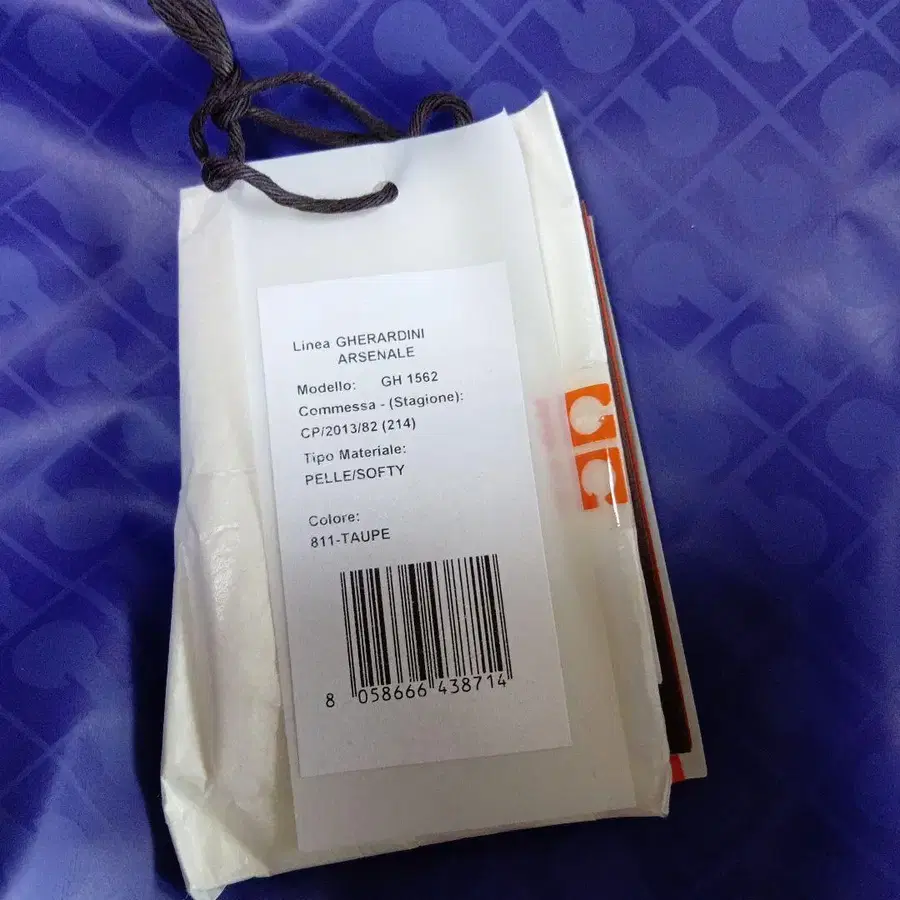 Linea GHERARDINI
ARSENALE
Modello: GH 1562
Commessa - (Stagione):
CP/2013/82 (214)
Tipo Materiale:
PELLE/SOFTY
Colore:
811-TAUPE
8 058666 438714